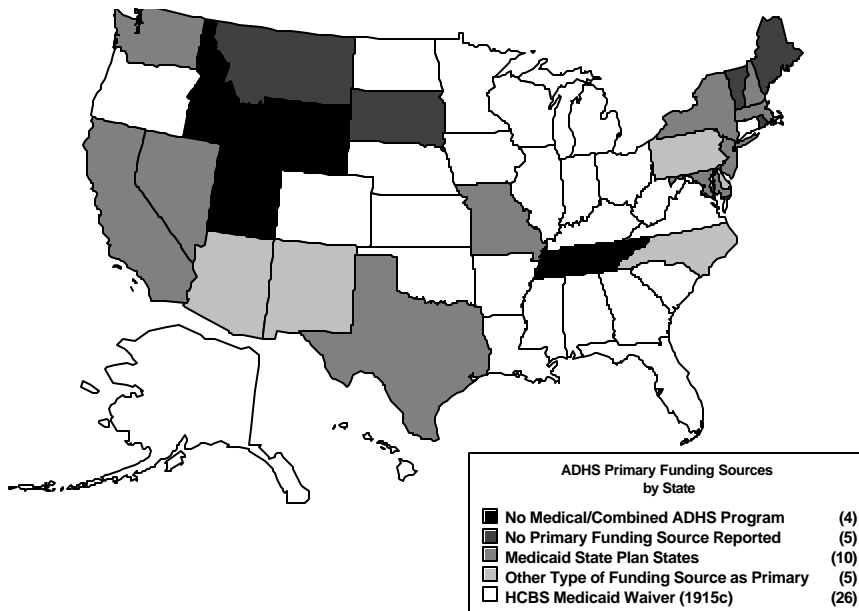 ADHS Primary Funding Sources
by State
No Medical/Combined ADHS Program (4)
No Primary Funding Source Reported (5)
Medicaid State Plan States (10)
Other Type of Funding Source as Primary (5)
HCBS Medicaid Waiver (1915c) (26)